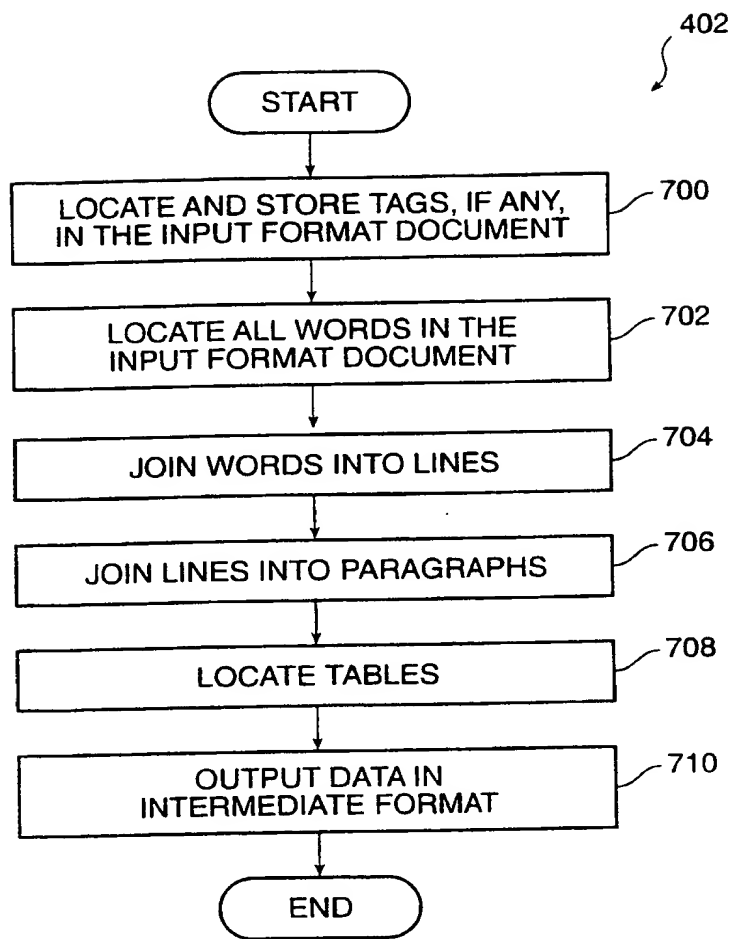 402
START
LOCATE AND STORE TAGS, IF ANY,
IN THE INPUT FORMAT DOCUMENT
700
LOCATE ALL WORDS IN THE
INPUT FORMAT DOCUMENT
702
JOIN WORDS INTO LINES
704
JOIN LINES INTO PARAGRAPHS
706
LOCATE TABLES
708
OUTPUT DATA IN
INTERMEDIATE FORMAT
710
END